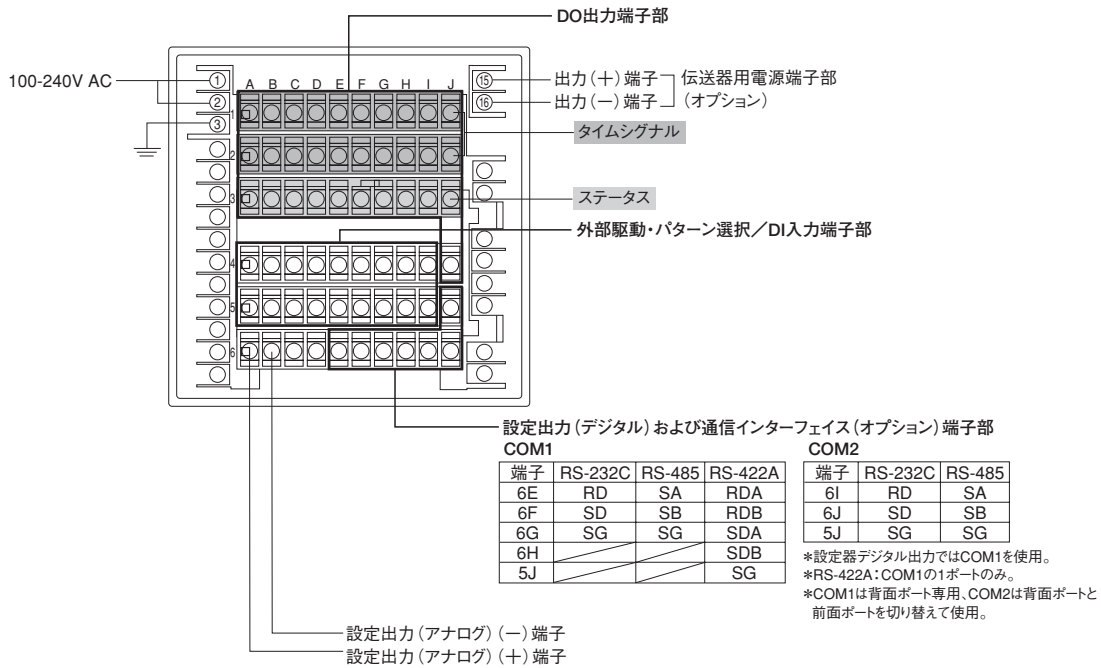 DO出力端子部
100-240V AC
① A B C D E F G H I J ⑮ 出力（＋）端子 伝送器用電源端子部
② ⑯ 出力（－）端子 （オプション）
1
③
タイムシグナル
2
3
ステータス
外部駆動・パターン選択／DI入力端子部
4
5
6
設定出力（デジタル）および通信インターフェイス（オプション）端子部
COM1
端子 RS-232C RS-485 RS-422A
6E RD SA RDA
6F SD SB RDB
6G SG SG SDA
6H SDB
5J SG
COM2
端子 RS-232C RS-485
6I RD SA
6J SD SB
5J SG SG
＊設定器デジタル出力ではCOM1を使用。
＊RS-422A：COM1の1ポートのみ。
＊COM1は背面ポート専用、COM2は背面ポートと
前面ポートを切り替えて使用。
設定出力（アナログ）（－）端子
設定出力（アナログ）（＋）端子